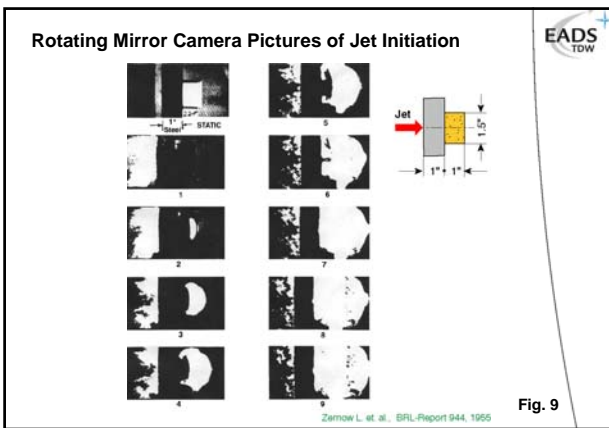 Rotating Mirror Camera Pictures of Jet Initiation
EADS
TDW
1"
Steel
STATIC
1
2
3
4
5
6
7
8
9
Jet
1.5"
1" 1"
Zernow L. et. al., BRL-Report 944, 1955
Fig. 9